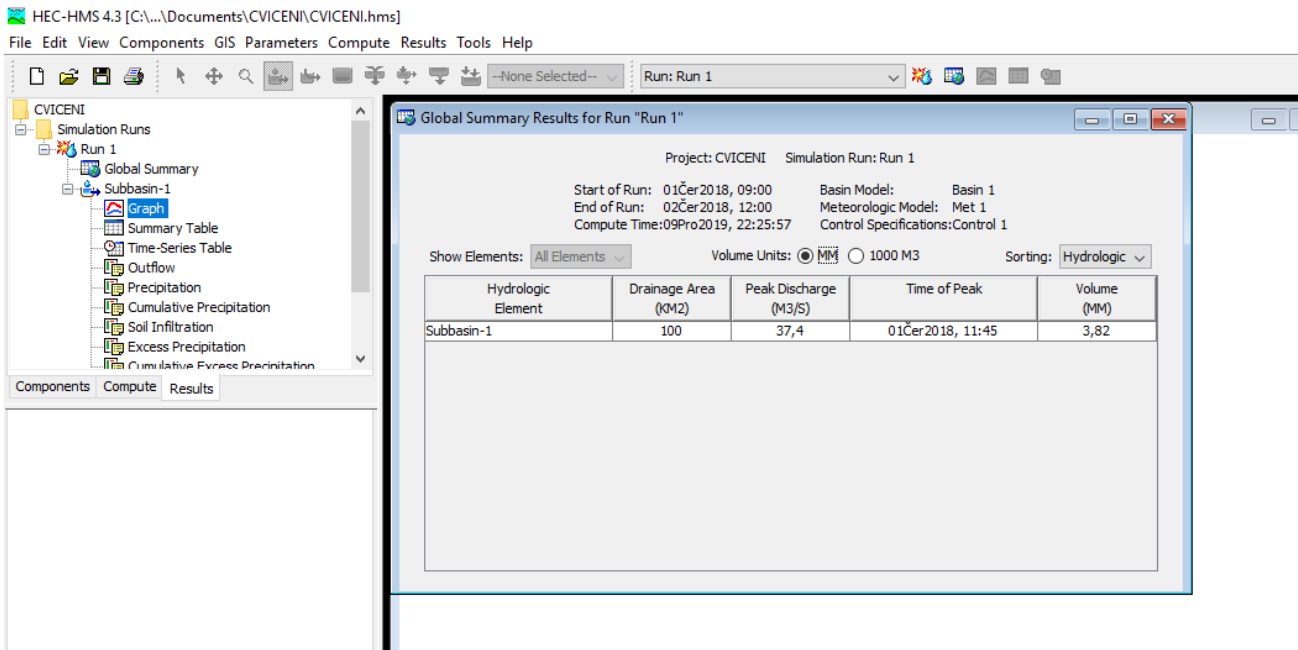 HEC-HMS 4.3 [C:\...\Documents\CVICENI\CVICENI.hms]
File Edit View Components GIS Parameters Compute Results Tools Help
--None Selected-- Run: Run 1
CVICENI
Simulation Runs
Run 1
Global Summary
Subbasin-1
Graph
Summary Table
Time-Series Table
Outflow
Precipitation
Cumulative Precipitation
Soil Infiltration
Excess Precipitation
Cumulative Excess Precipitation
Components Compute Results
Global Summary Results for Run "Run 1"
Project: CVICENI Simulation Run: Run 1
Start of Run: 01Čer2018, 09:00 Basin Model: Basin 1
End of Run: 02Čer2018, 12:00 Meteorologic Model: Met 1
Compute Time:09Pro2019, 22:25:57 Control Specifications:Control 1
Show Elements: All Elements Volume Units: MM 1000 M3 Sorting: Hydrologic
Hydrologic Drainage Area Peak Discharge Time of Peak Volume
Element (KM2) (M3/S) (MM)
Subbasin-1 100 37,4 01Čer2018, 11:45 3,82